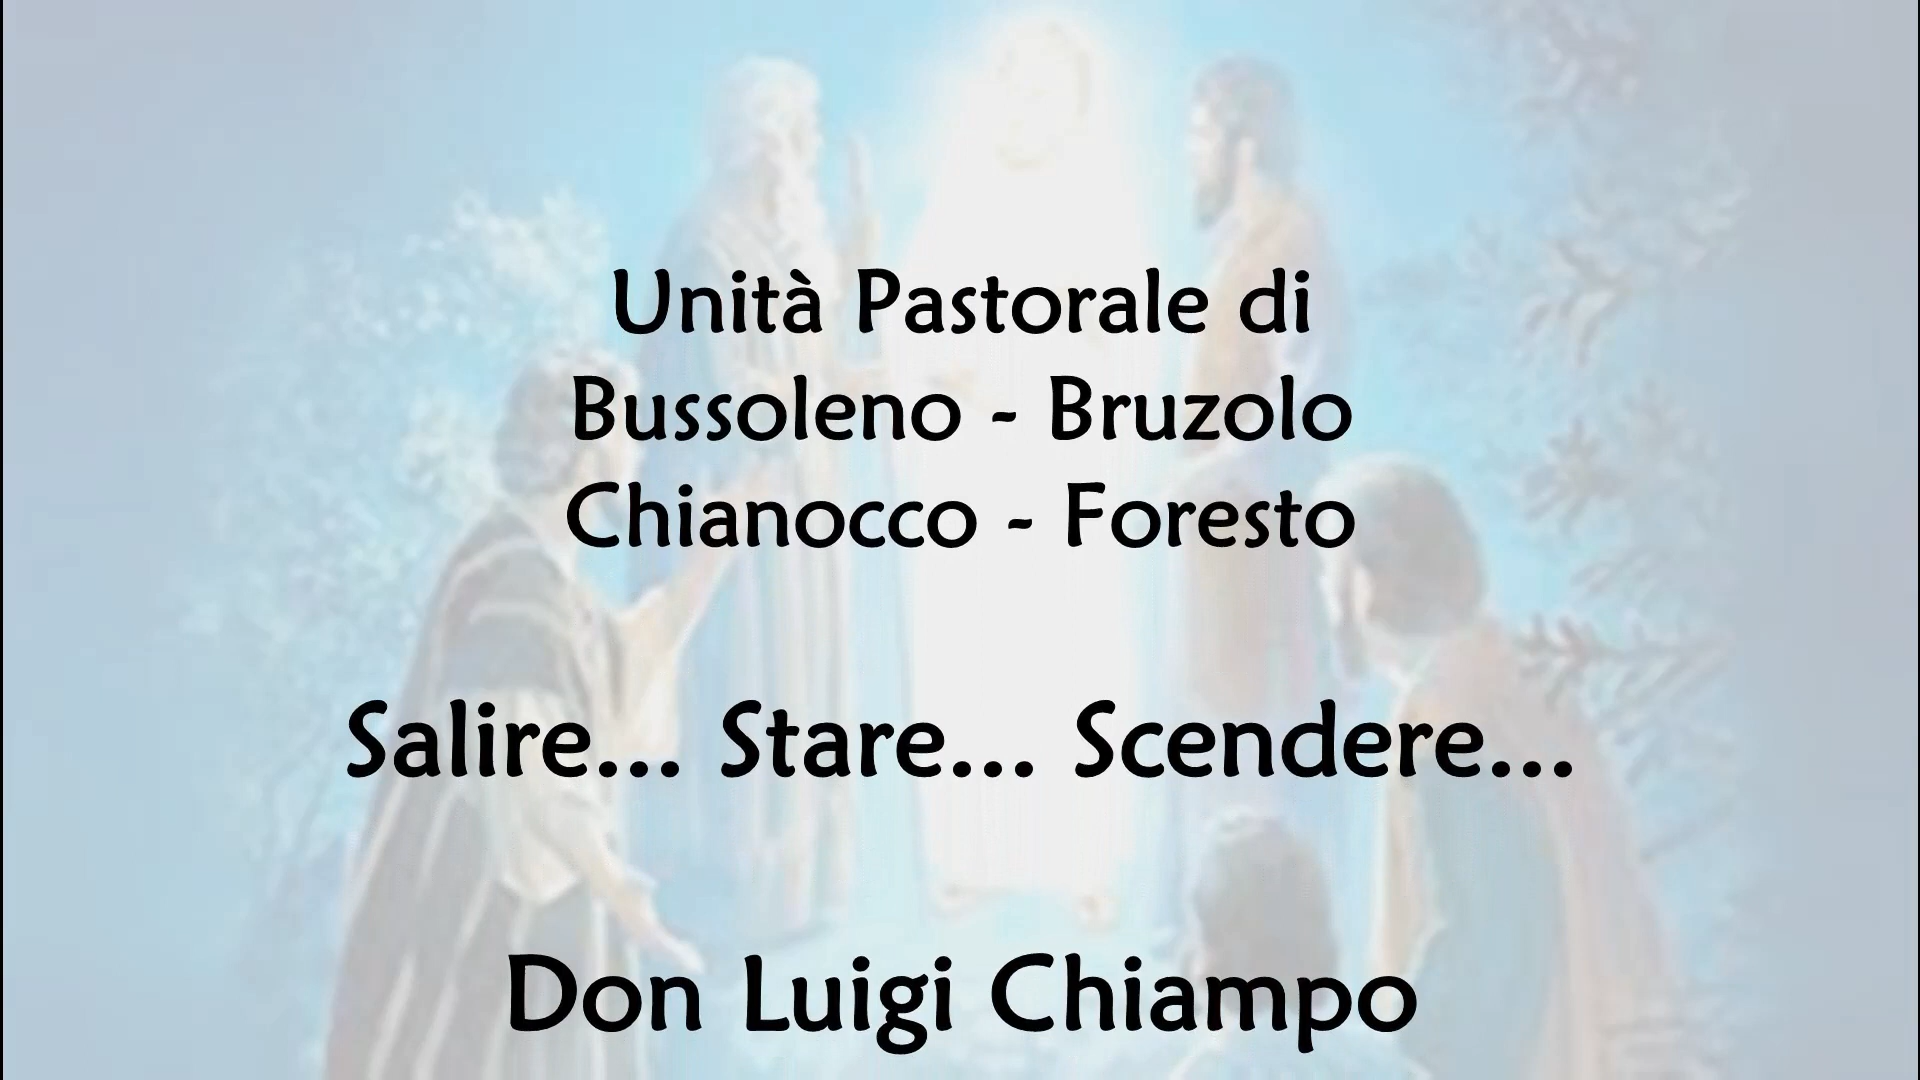 Unità Pastorale di
Bussoleno - Bruzolo
Chianocco - Foresto
Salire... Stare... Scendere...
Don Luigi Chiampo